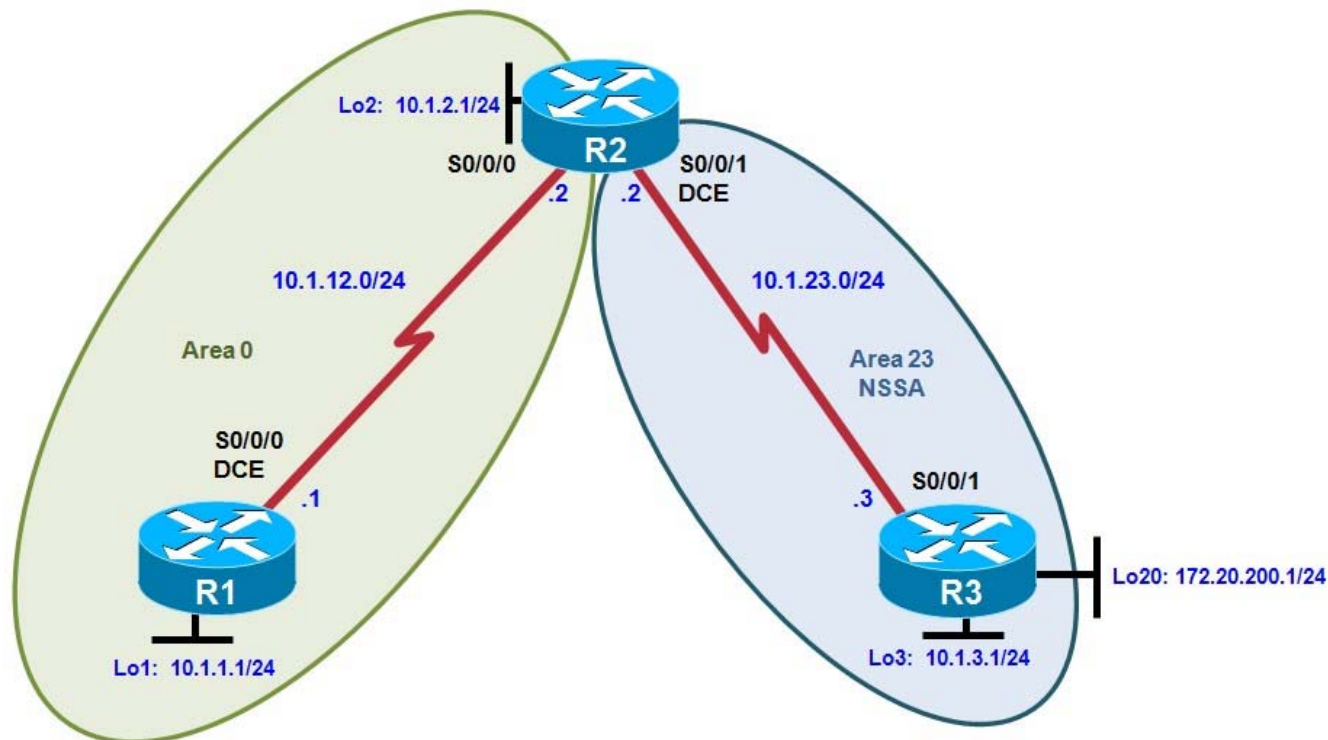 Lo2: 10.1.2.1/24
R2
S0/0/0
S0/0/1
DCE
.2
.2
10.1.12.0/24
10.1.23.0/24
Area 0
Area 23
NSSA
S0/0/0
DCE
.1
S0/0/1
.3
R1
R3
Lo20: 172.20.200.1/24
Lo1: 10.1.1.1/24
Lo3: 10.1.3.1/24